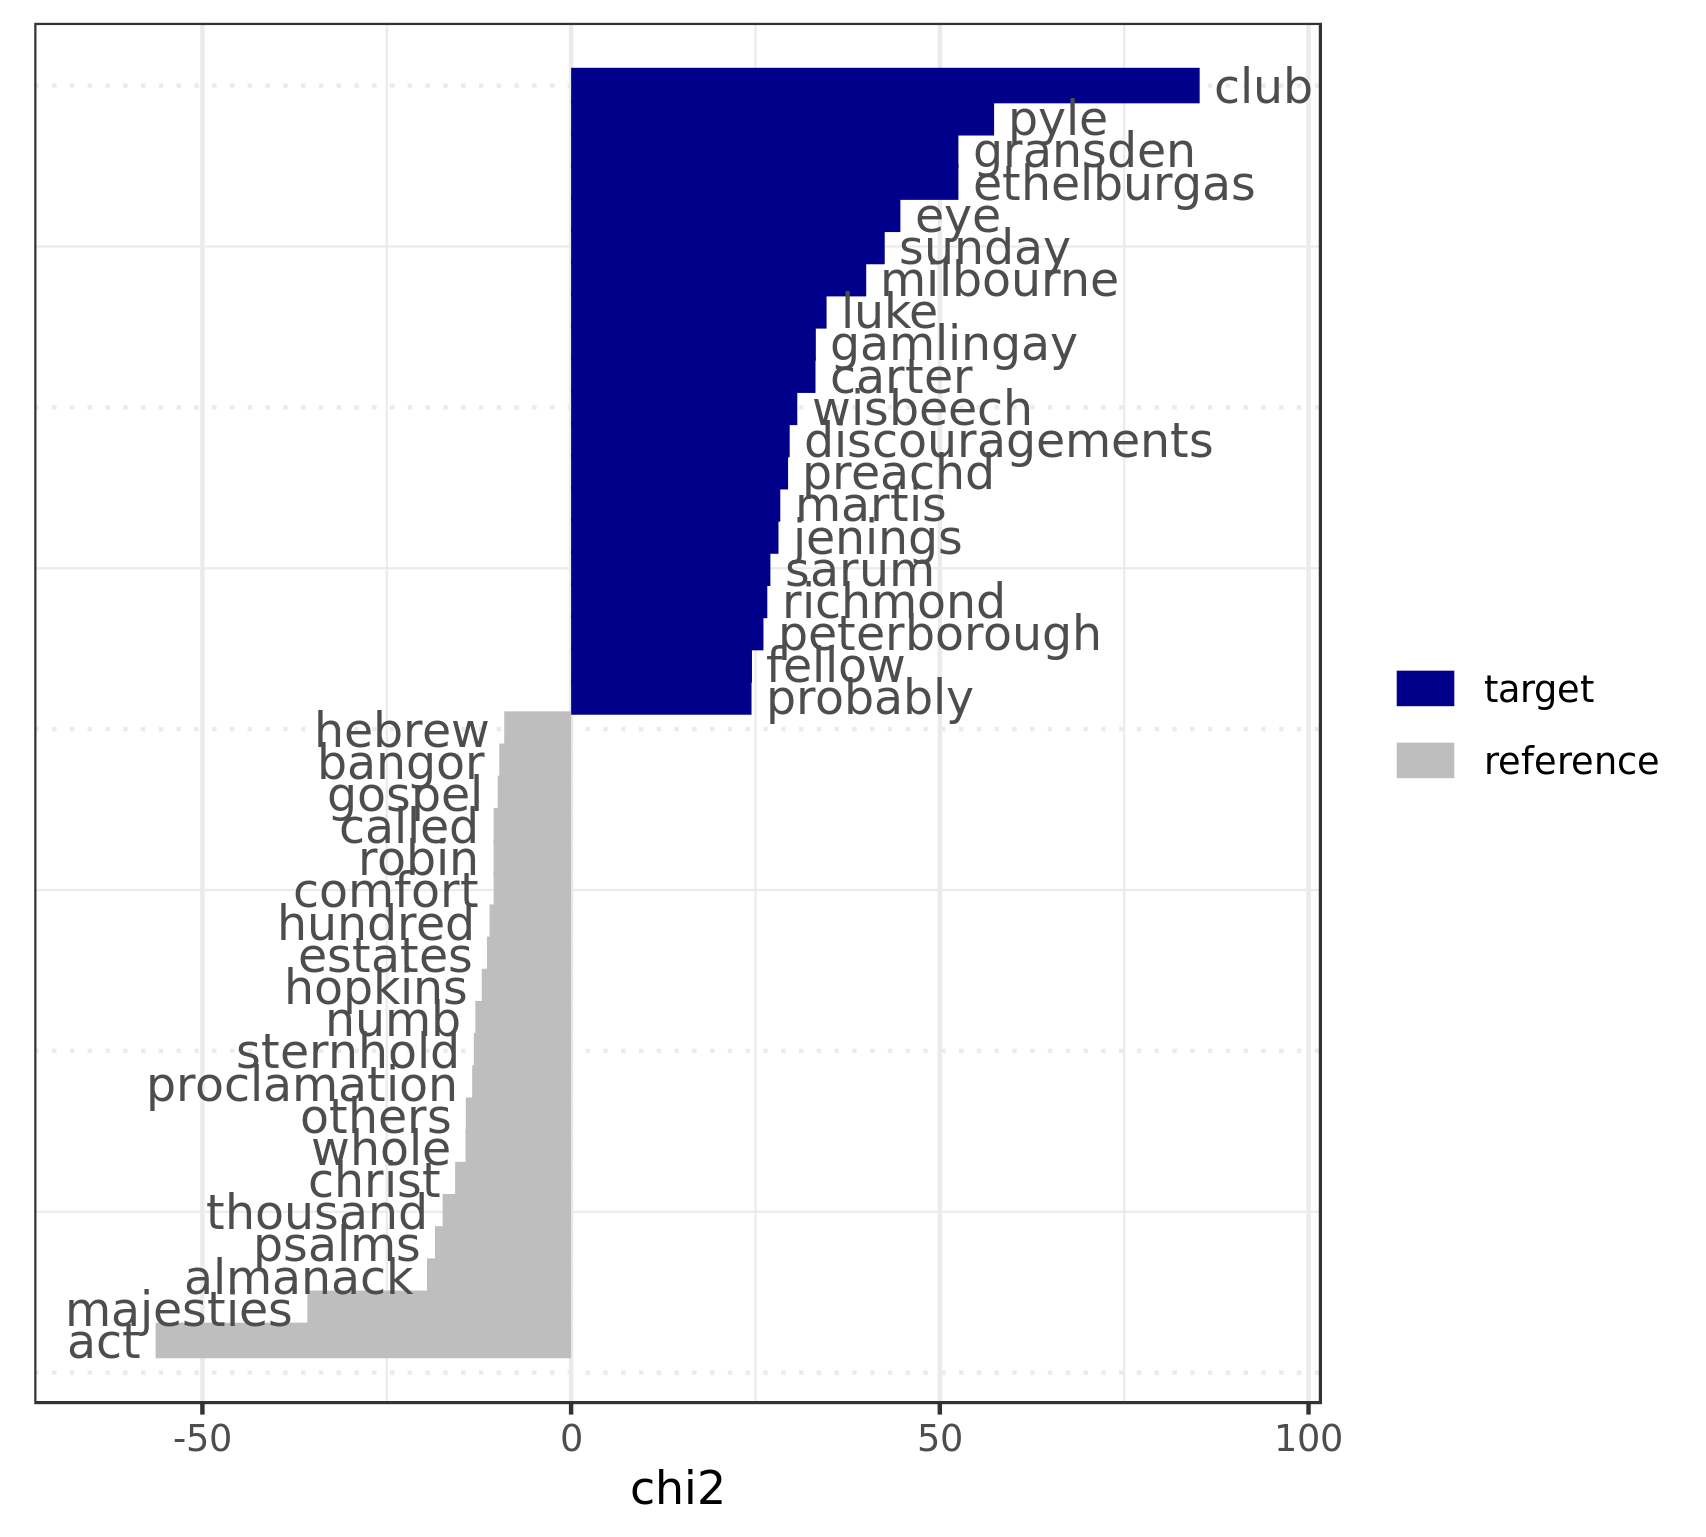 club
pyle
gransden
ethelburgas
eye
sunday
milbourne
luke
gamlingay
carter
wisbeech
discouragements
preachd
martis
jenings
sarum
richmond
peterborough
fellow
probably
hebrew
bangor
gospel
called
robin
comfort
hundred
estates
hopkins
numb
sternhold
proclamation
others
whole
christ
thousand
psalms
almanack
majesties
act
target
reference
-50 0 50 100
chi2